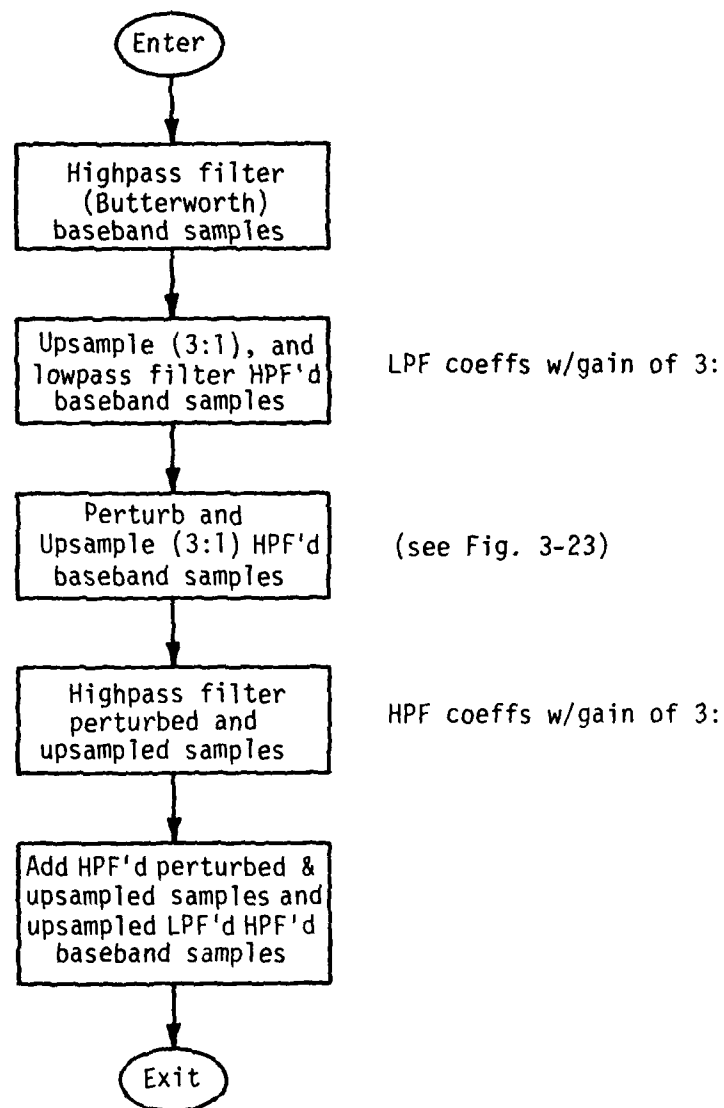 Enter
Highpass filter
(Butterworth)
baseband samples
Upsample (3:1), and
lowpass filter HPF'd
baseband samples
LPF coeffs w/gain of 3:
Perturb and
Upsample (3:1) HPF'd
baseband samples
(see Fig. 3-23)
Highpass filter
perturbed and
upsampled samples
HPF coeffs w/gain of 3:
Add HPF'd perturbed &
upsampled samples and
upsampled LPF'd HPF'd
baseband samples
Exit